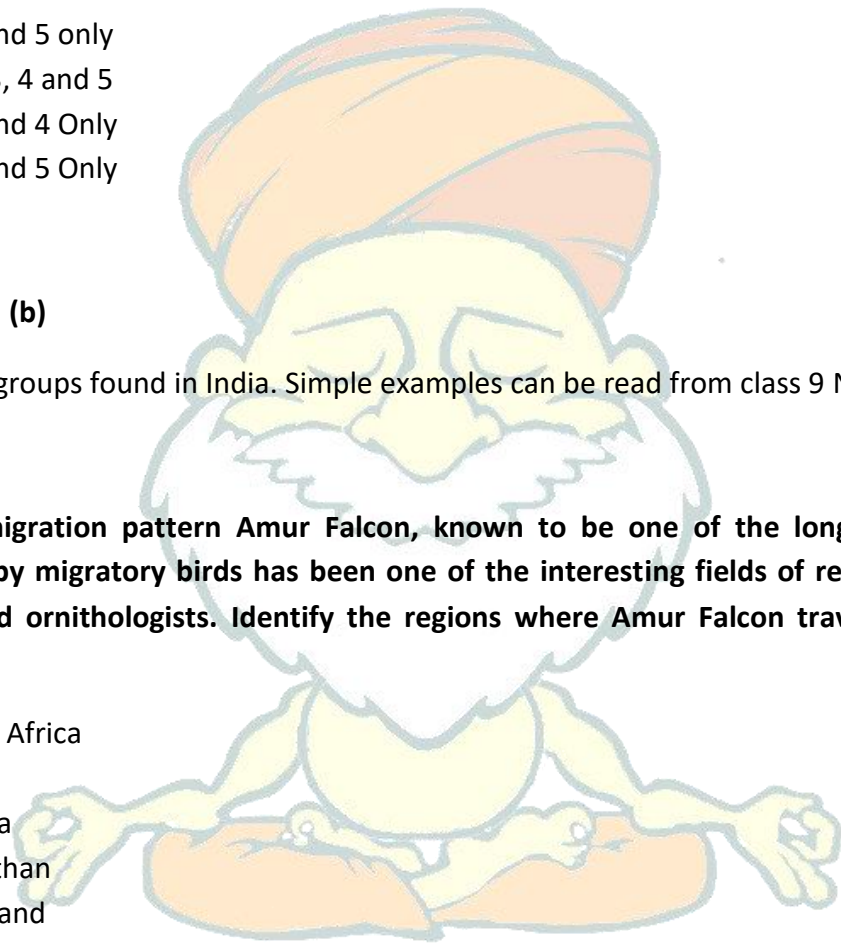 nd 5 only
, 4 and 5
nd 4 Only
nd 5 Only
(b)
groups found in India. Simple examples can be read from class 9 N
igration pattern Amur Falcon, known to be one of the long
by migratory birds has been one of the interesting fields of re
d ornithologists. Identify the regions where Amur Falcon trav
Africa
a
than
and